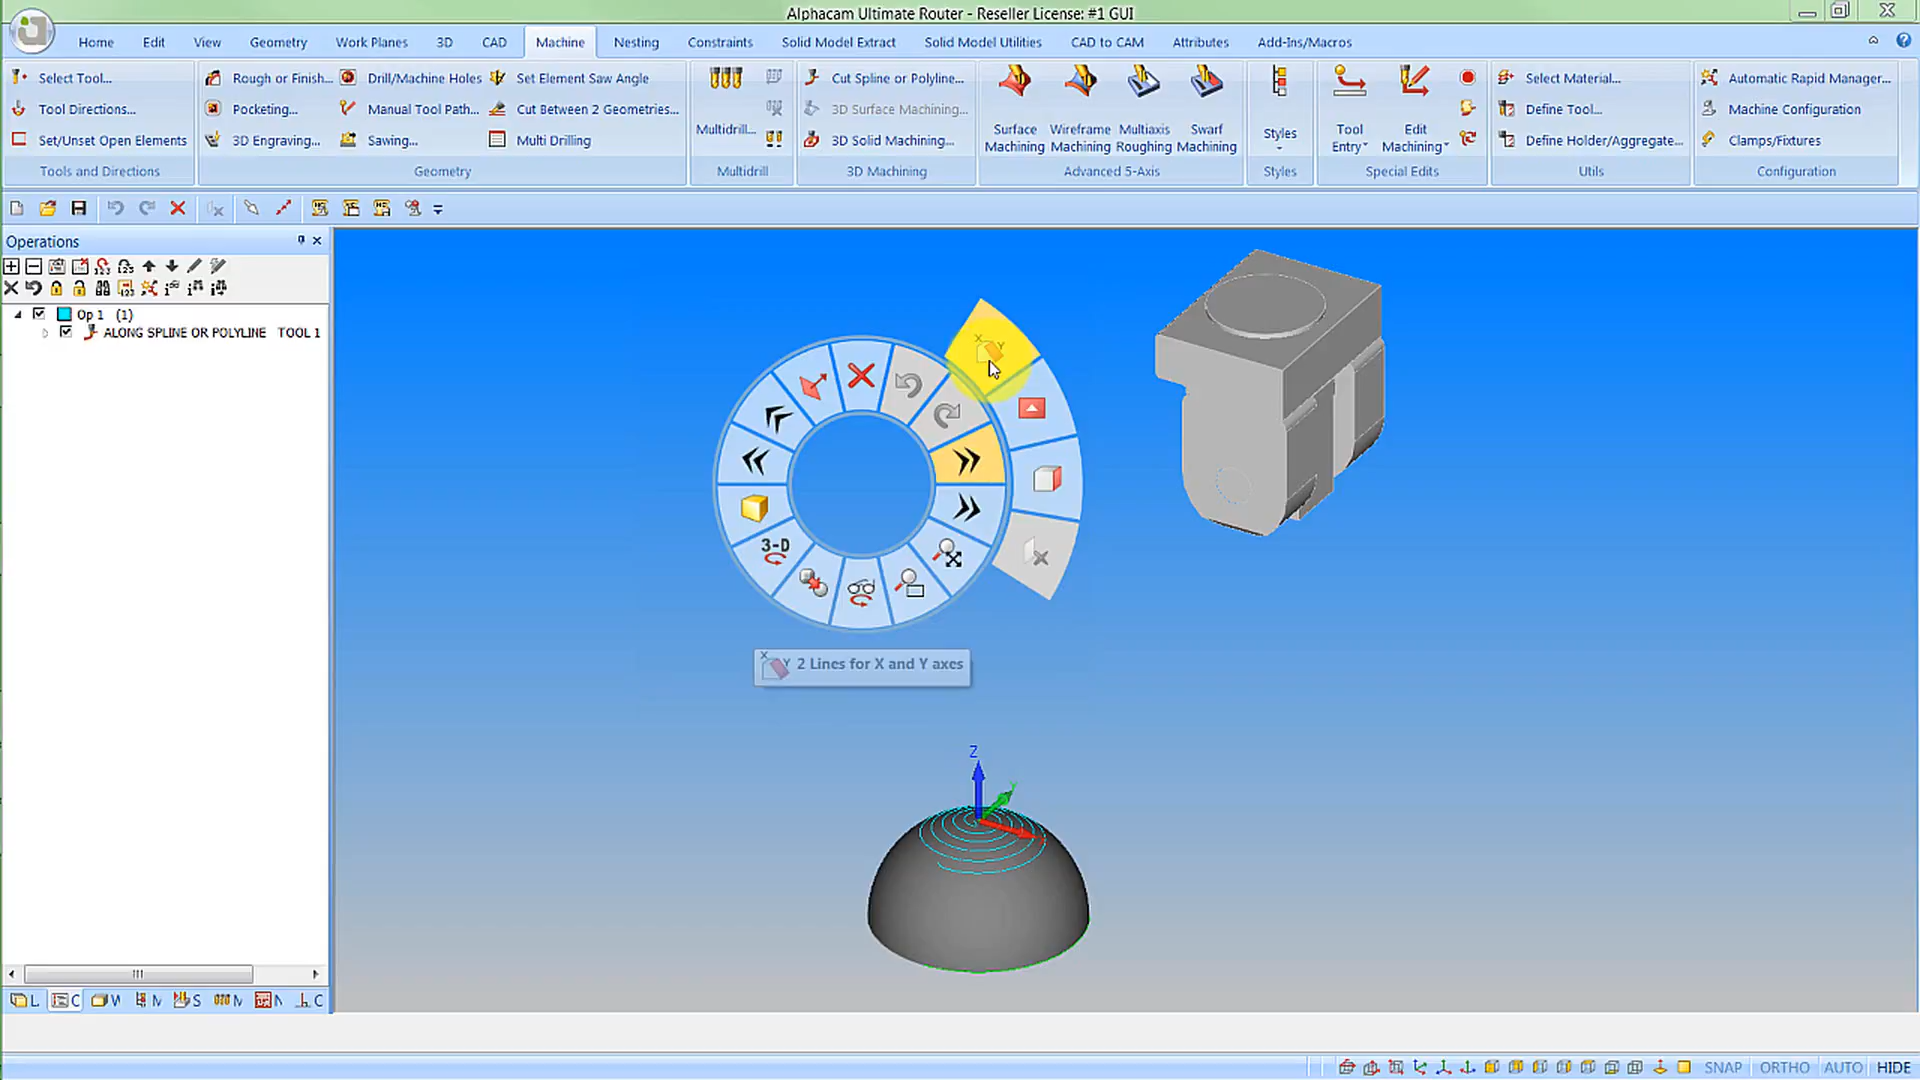 Alphacam Ultimate Router - Reseller License: #1 GUI
Home Edit View Geometry Work Planes 3D CAD Machine Nesting Constraints Solid Model Extract Solid Model Utilities CAD to CAM Attributes Add-Ins/Macros
Select Tool... Rough or Finish... Drill/Machine Holes Set Element Saw Angle Cut Spline or Polyline... Select Material... Automatic Rapid Manager...
Tool Directions... Pocketing... Manual Tool Path... Cut Between 2 Geometries... 3D Surface Machining... Define Tool... Machine Configuration
Set/Unset Open Elements 3D Engraving... Sawing... Multi Drilling Multidrill... 3D Solid Machining... Define Holder/Aggregate... Clamps/Fixtures
Surface Machining
Wireframe Machining
Multiaxis Roughing
Swarf Machining
Styles
Tool Entry
Edit Machining
Tools and Directions Geometry Multidrill 3D Machining Advanced 5-Axis Styles Special Edits Utils Configuration
Operations
Op 1 (1)
ALONG SPLINE OR POLYLINE TOOL 1
X Y
3-D
X Y 2 Lines for X and Y axes
Z
Y
L C M S M N C
SNAP ORTHO AUTO HIDE